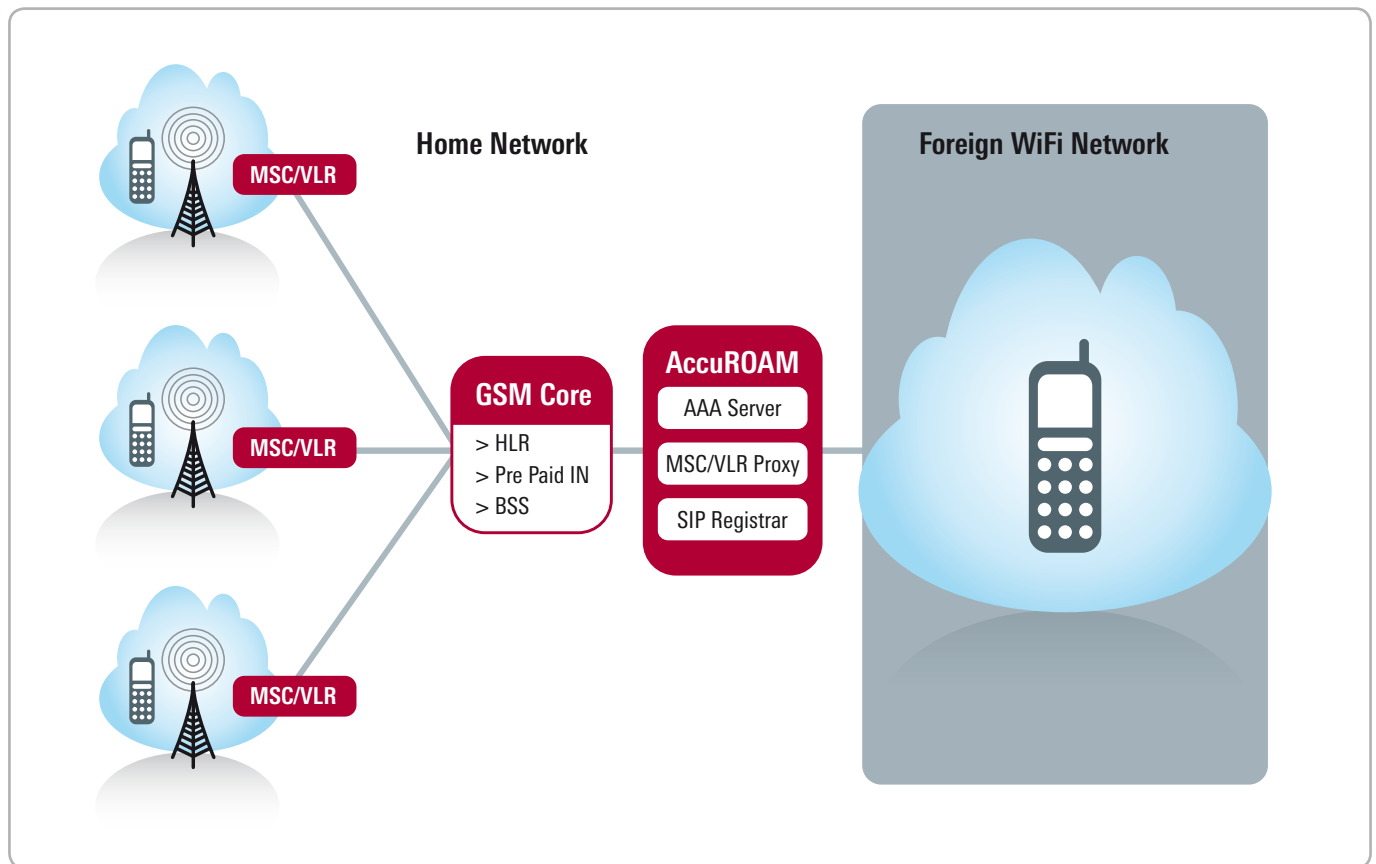 Home Network
Foreign WiFi Network
MSC/VLR
MSC/VLR
MSC/VLR
GSM Core
> HLR
> Pre Paid IN
> BSS
AccuROAM
AAA Server
MSC/VLR Proxy
SIP Registrar